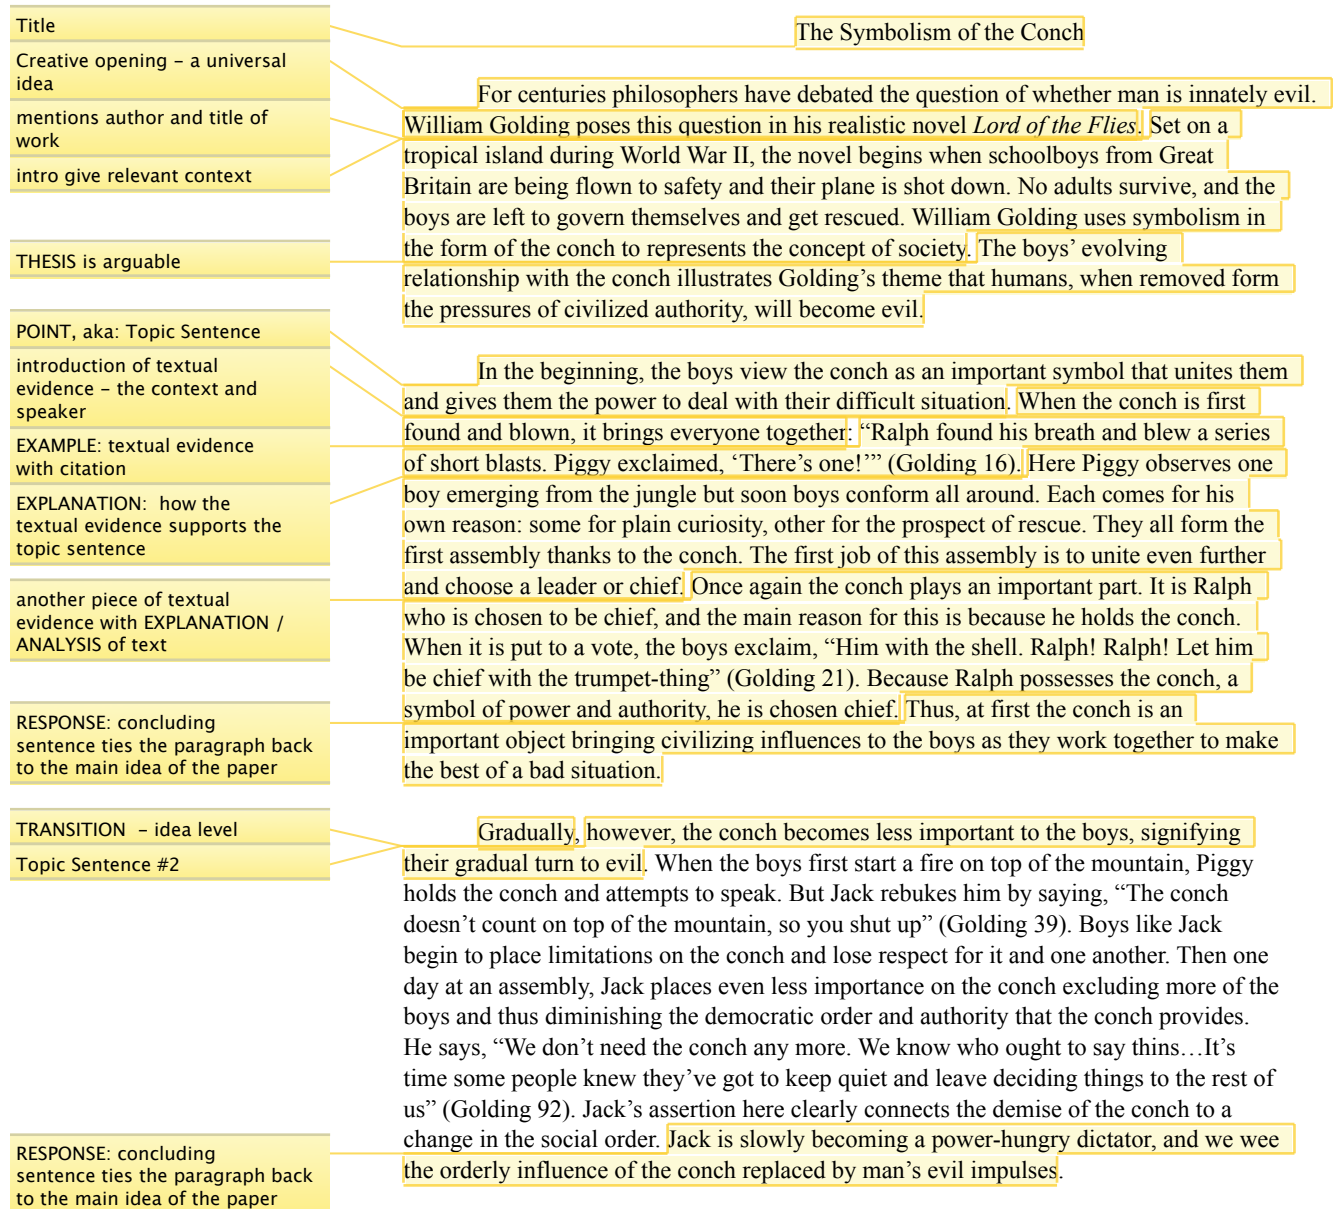 Title
Creative opening – a universal
idea
mentions author and title of
work
intro give relevant context
THESIS is arguable
POINT, aka: Topic Sentence
introduction of textual
evidence – the context and
speaker
EXAMPLE: textual evidence
with citation
EXPLANATION:  how the
textual evidence supports the
topic sentence
another piece of textual
evidence with EXPLANATION /
ANALYSIS of text
RESPONSE: concluding
sentence ties the paragraph back
to the main idea of the paper
TRANSITION  – idea level
Topic Sentence #2
RESPONSE: concluding
sentence ties the paragraph back
to the main idea of the paper
The Symbolism of the Conch
For centuries philosophers have debated the question of whether man is innately evil.
William Golding poses this question in his realistic novel Lord of the Flies. Set on a
tropical island during World War II, the novel begins when schoolboys from Great
Britain are being flown to safety and their plane is shot down. No adults survive, and the
boys are left to govern themselves and get rescued. William Golding uses symbolism in
the form of the conch to represents the concept of society. The boys’ evolving
relationship with the conch illustrates Golding’s theme that humans, when removed form
the pressures of civilized authority, will become evil.
In the beginning, the boys view the conch as an important symbol that unites them
and gives them the power to deal with their difficult situation. When the conch is first
found and blown, it brings everyone together: “Ralph found his breath and blew a series
of short blasts. Piggy exclaimed, ‘There’s one!’” (Golding 16). Here Piggy observes one
boy emerging from the jungle but soon boys conform all around. Each comes for his
own reason: some for plain curiosity, other for the prospect of rescue. They all form the
first assembly thanks to the conch. The first job of this assembly is to unite even further
and choose a leader or chief. Once again the conch plays an important part. It is Ralph
who is chosen to be chief, and the main reason for this is because he holds the conch.
When it is put to a vote, the boys exclaim, “Him with the shell. Ralph! Ralph! Let him
be chief with the trumpet-thing” (Golding 21). Because Ralph possesses the conch, a
symbol of power and authority, he is chosen chief. Thus, at first the conch is an
important object bringing civilizing influences to the boys as they work together to make
the best of a bad situation.
Gradually, however, the conch becomes less important to the boys, signifying
their gradual turn to evil. When the boys first start a fire on top of the mountain, Piggy
holds the conch and attempts to speak. But Jack rebukes him by saying, “The conch
doesn’t count on top of the mountain, so you shut up” (Golding 39). Boys like Jack
begin to place limitations on the conch and lose respect for it and one another. Then one
day at an assembly, Jack places even less importance on the conch excluding more of the
boys and thus diminishing the democratic order and authority that the conch provides.
He says, “We don’t need the conch any more. We know who ought to say thins…It’s
time some people knew they’ve got to keep quiet and leave deciding things to the rest of
us” (Golding 92). Jack’s assertion here clearly connects the demise of the conch to a
change in the social order. Jack is slowly becoming a power-hungry dictator, and we wee
the orderly influence of the conch replaced by man’s evil impulses.